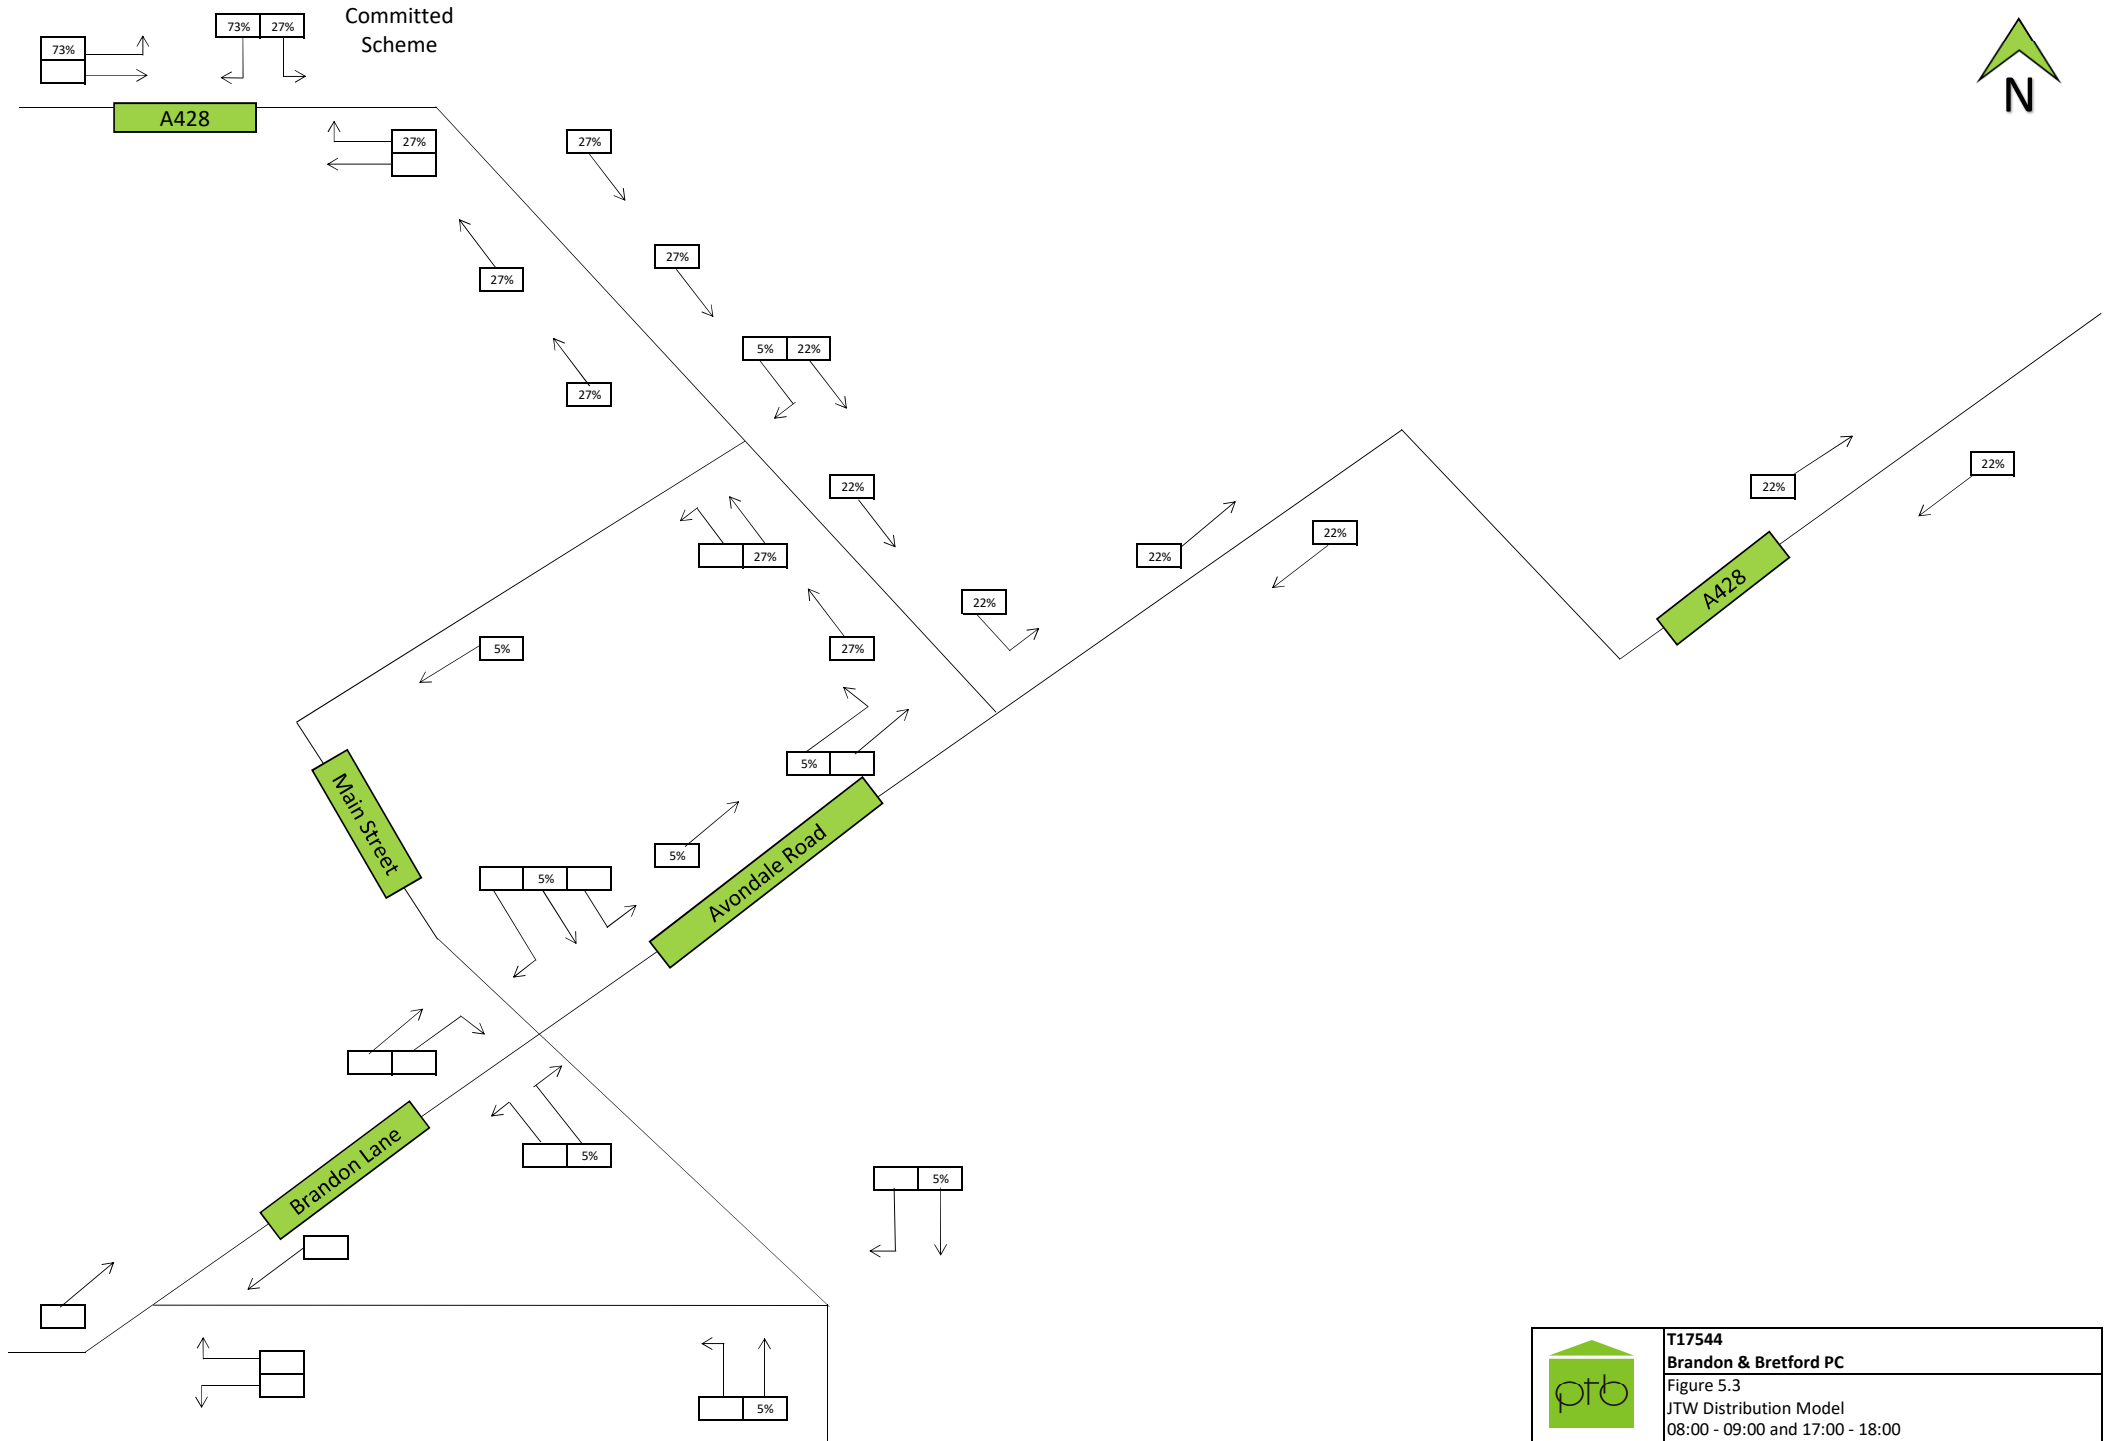 Committed
Scheme
73% 27%
73%
N
A428
27%
27%
27%
27%
27%
5% 22%
27%
22%
22%
22%
22%
27%
22%
22%
A428
22%
5%
27%
5%
Main Street
5%
Avondale Road
5%
Brandon Lane
5%
5%
5%
ptb
T17544
Brandon & Bretford PC
Figure 5.3
JTW Distribution Model
08:00 - 09:00 and 17:00 - 18:00